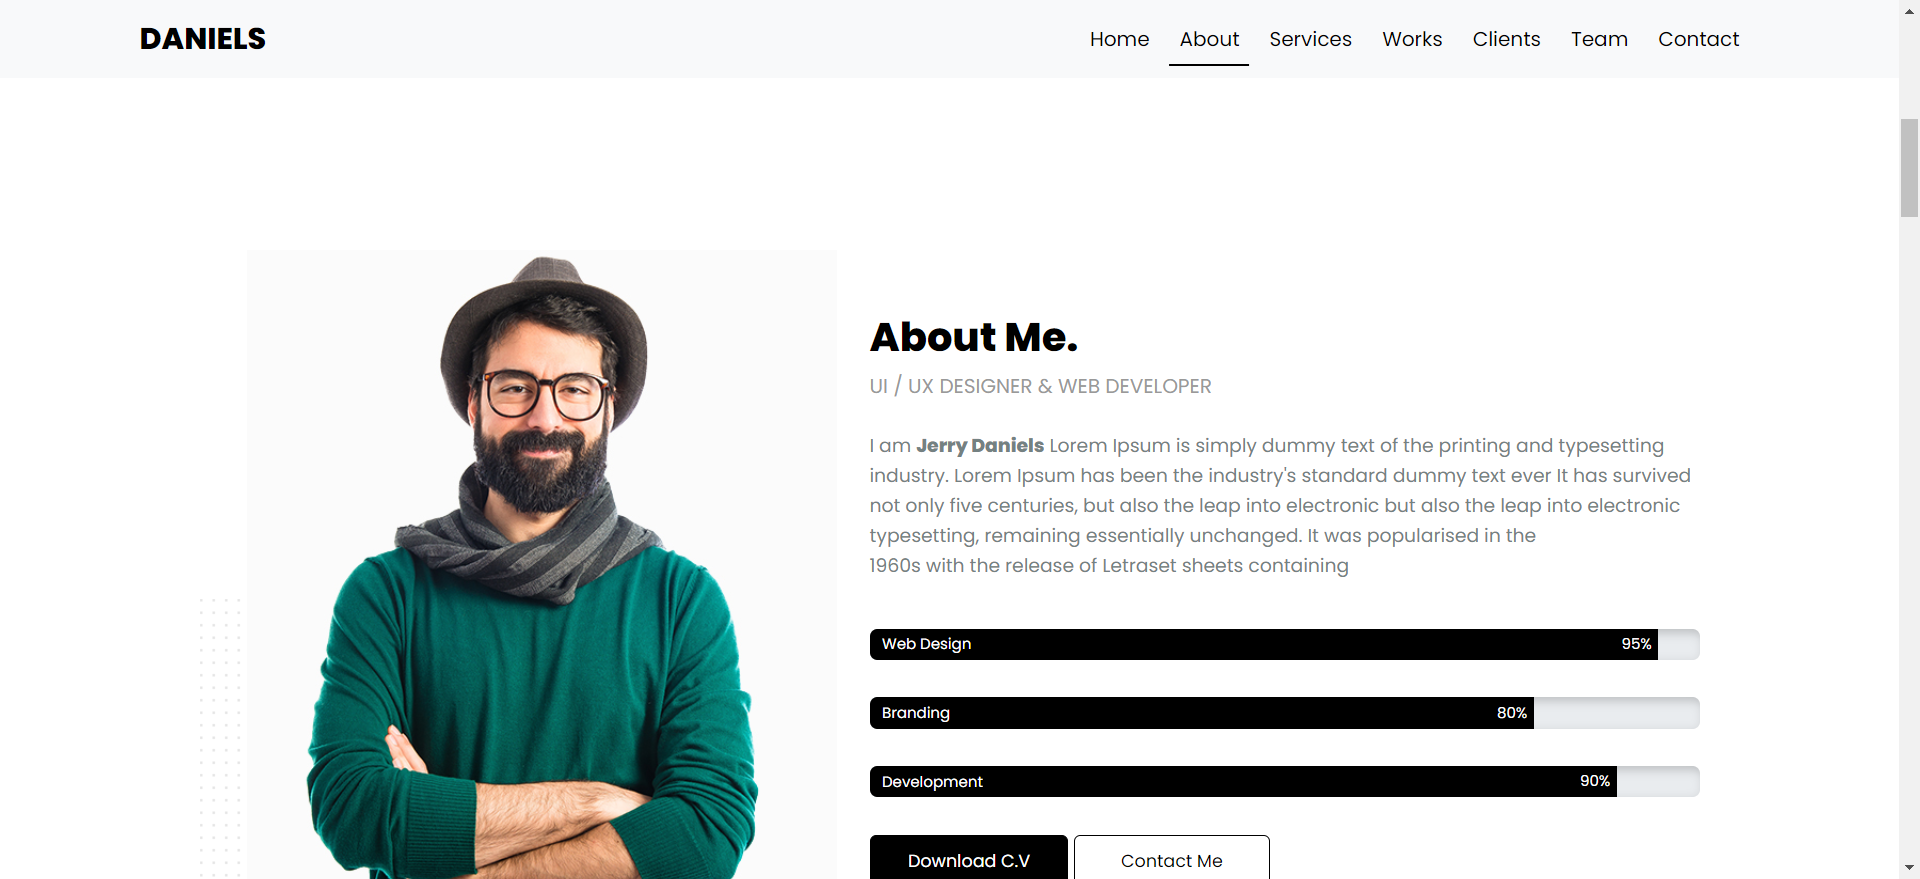 DANIELS
Home About Services Works Clients Team Contact
About Me.
UI / UX DESIGNER & WEB DEVELOPER
I am Jerry Daniels Lorem Ipsum is simply dummy text of the printing and typesetting
industry. Lorem Ipsum has been the industry's standard dummy text ever It has survived
not only five centuries, but also the leap into electronic but also the leap into electronic
typesetting, remaining essentially unchanged. It was popularised in the
1960s with the release of Letraset sheets containing
Web Design 95%
Branding 80%
Development 90%
Download C.V Contact Me